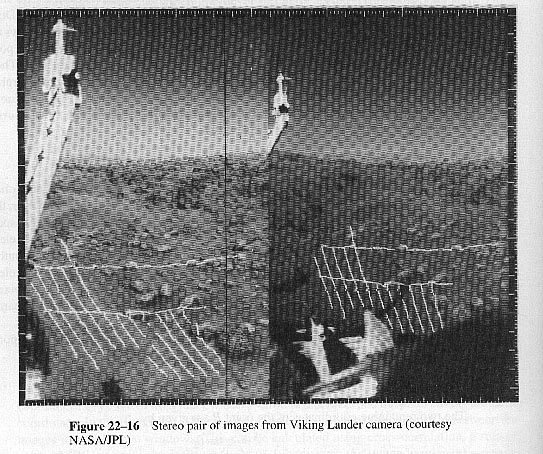 Figure 22–16 Stereo pair of images from Viking Lander camera (courtesy
NASA/JPL)